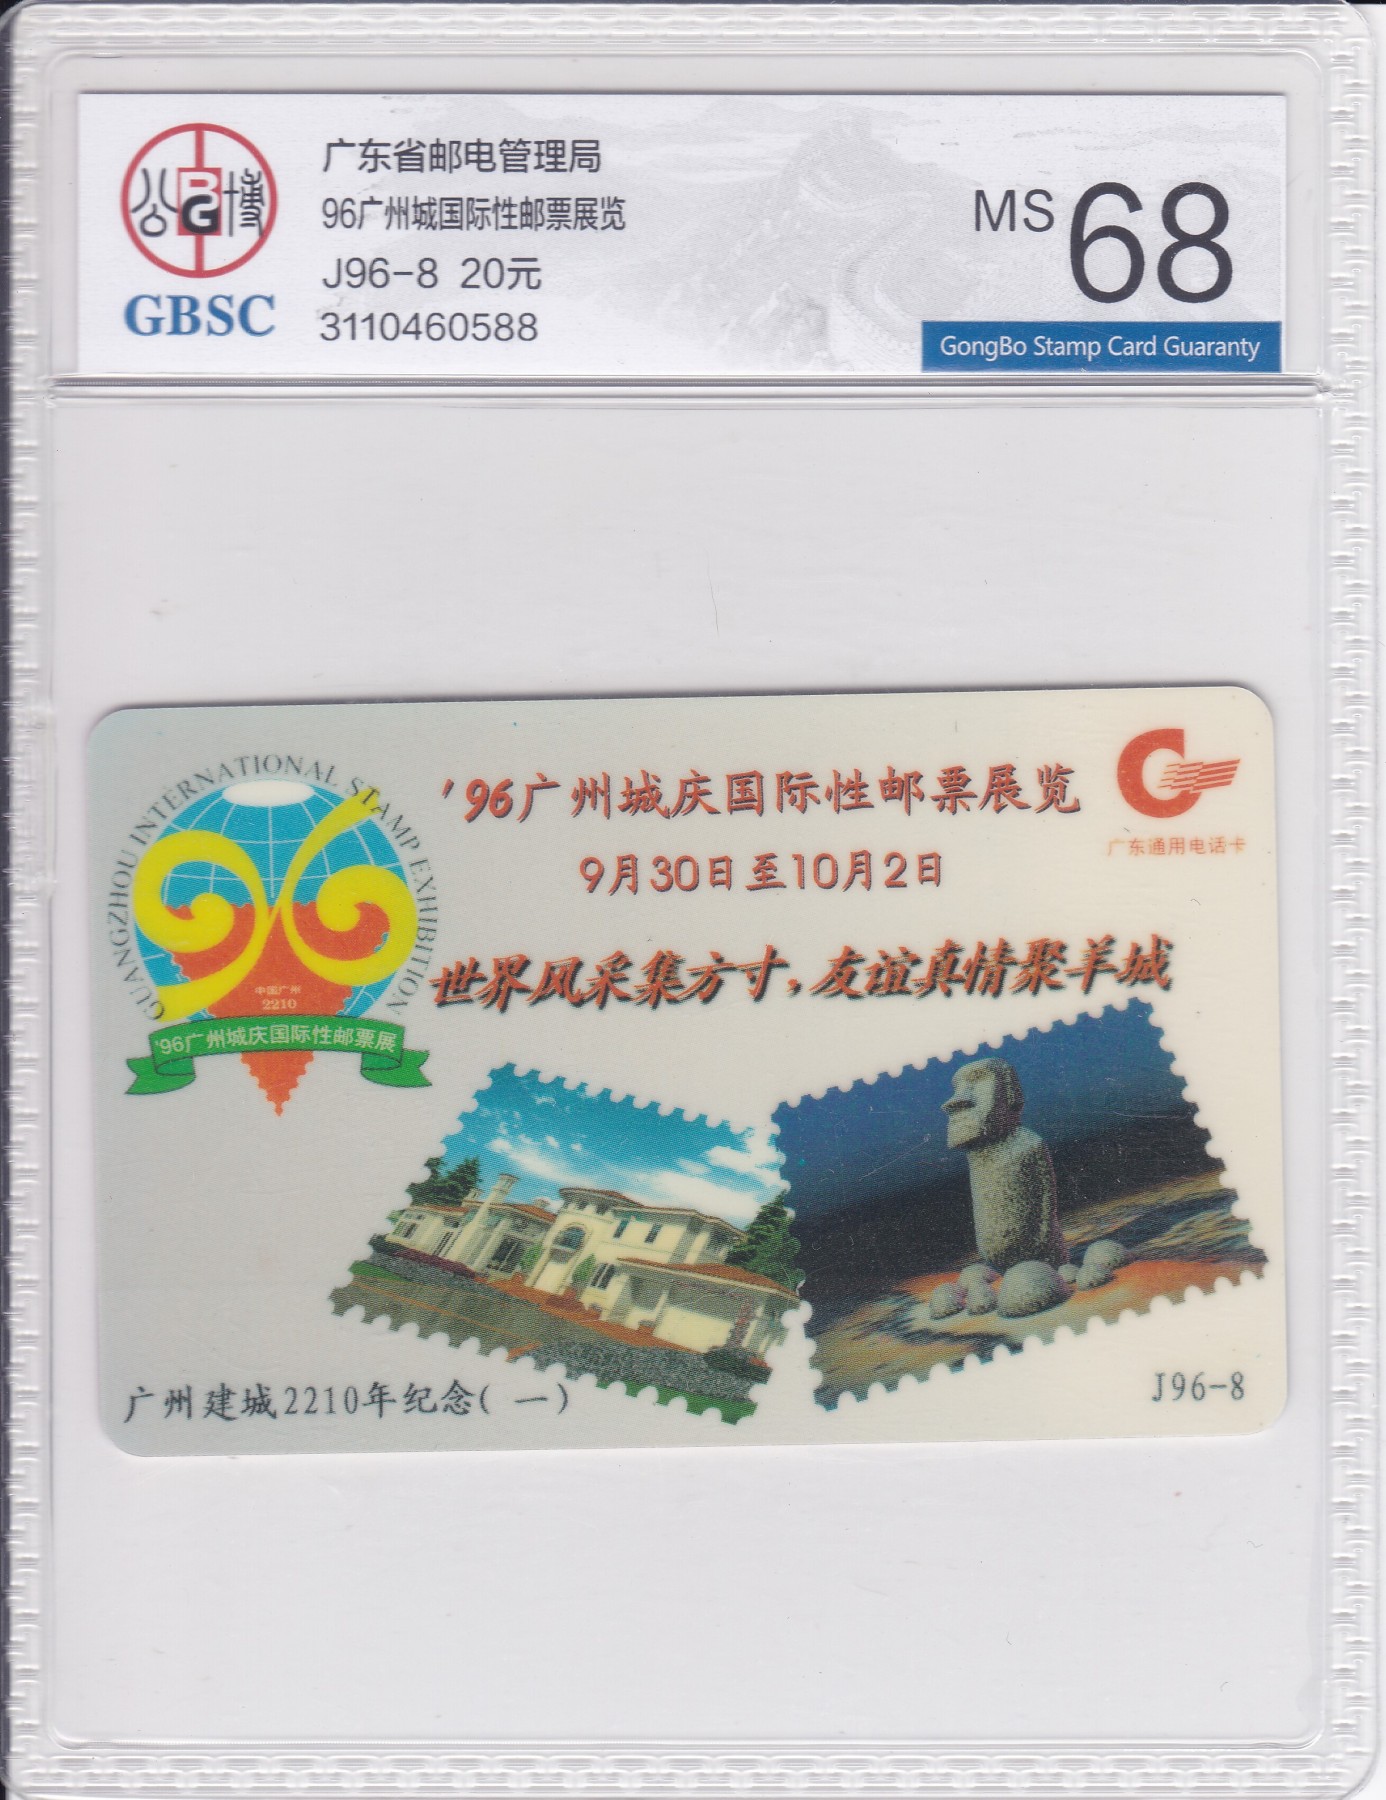 公 BG 博
GBSC
广东省邮电管理局
96广州城国际性邮票展览
J96-8 20元
3110460588
MS 68
GongBo Stamp Card Guaranty
GUANGZHOU INTERNATIONAL STAMP EXHIBITION
中国广州
2210
'96广州城庆国际性邮票展
'96广州城庆国际性邮票展览
9月30日至10月2日
世界风采集方寸，友谊真情聚羊城
广东通用电话卡
广州建城2210年纪念(一)
J96-8